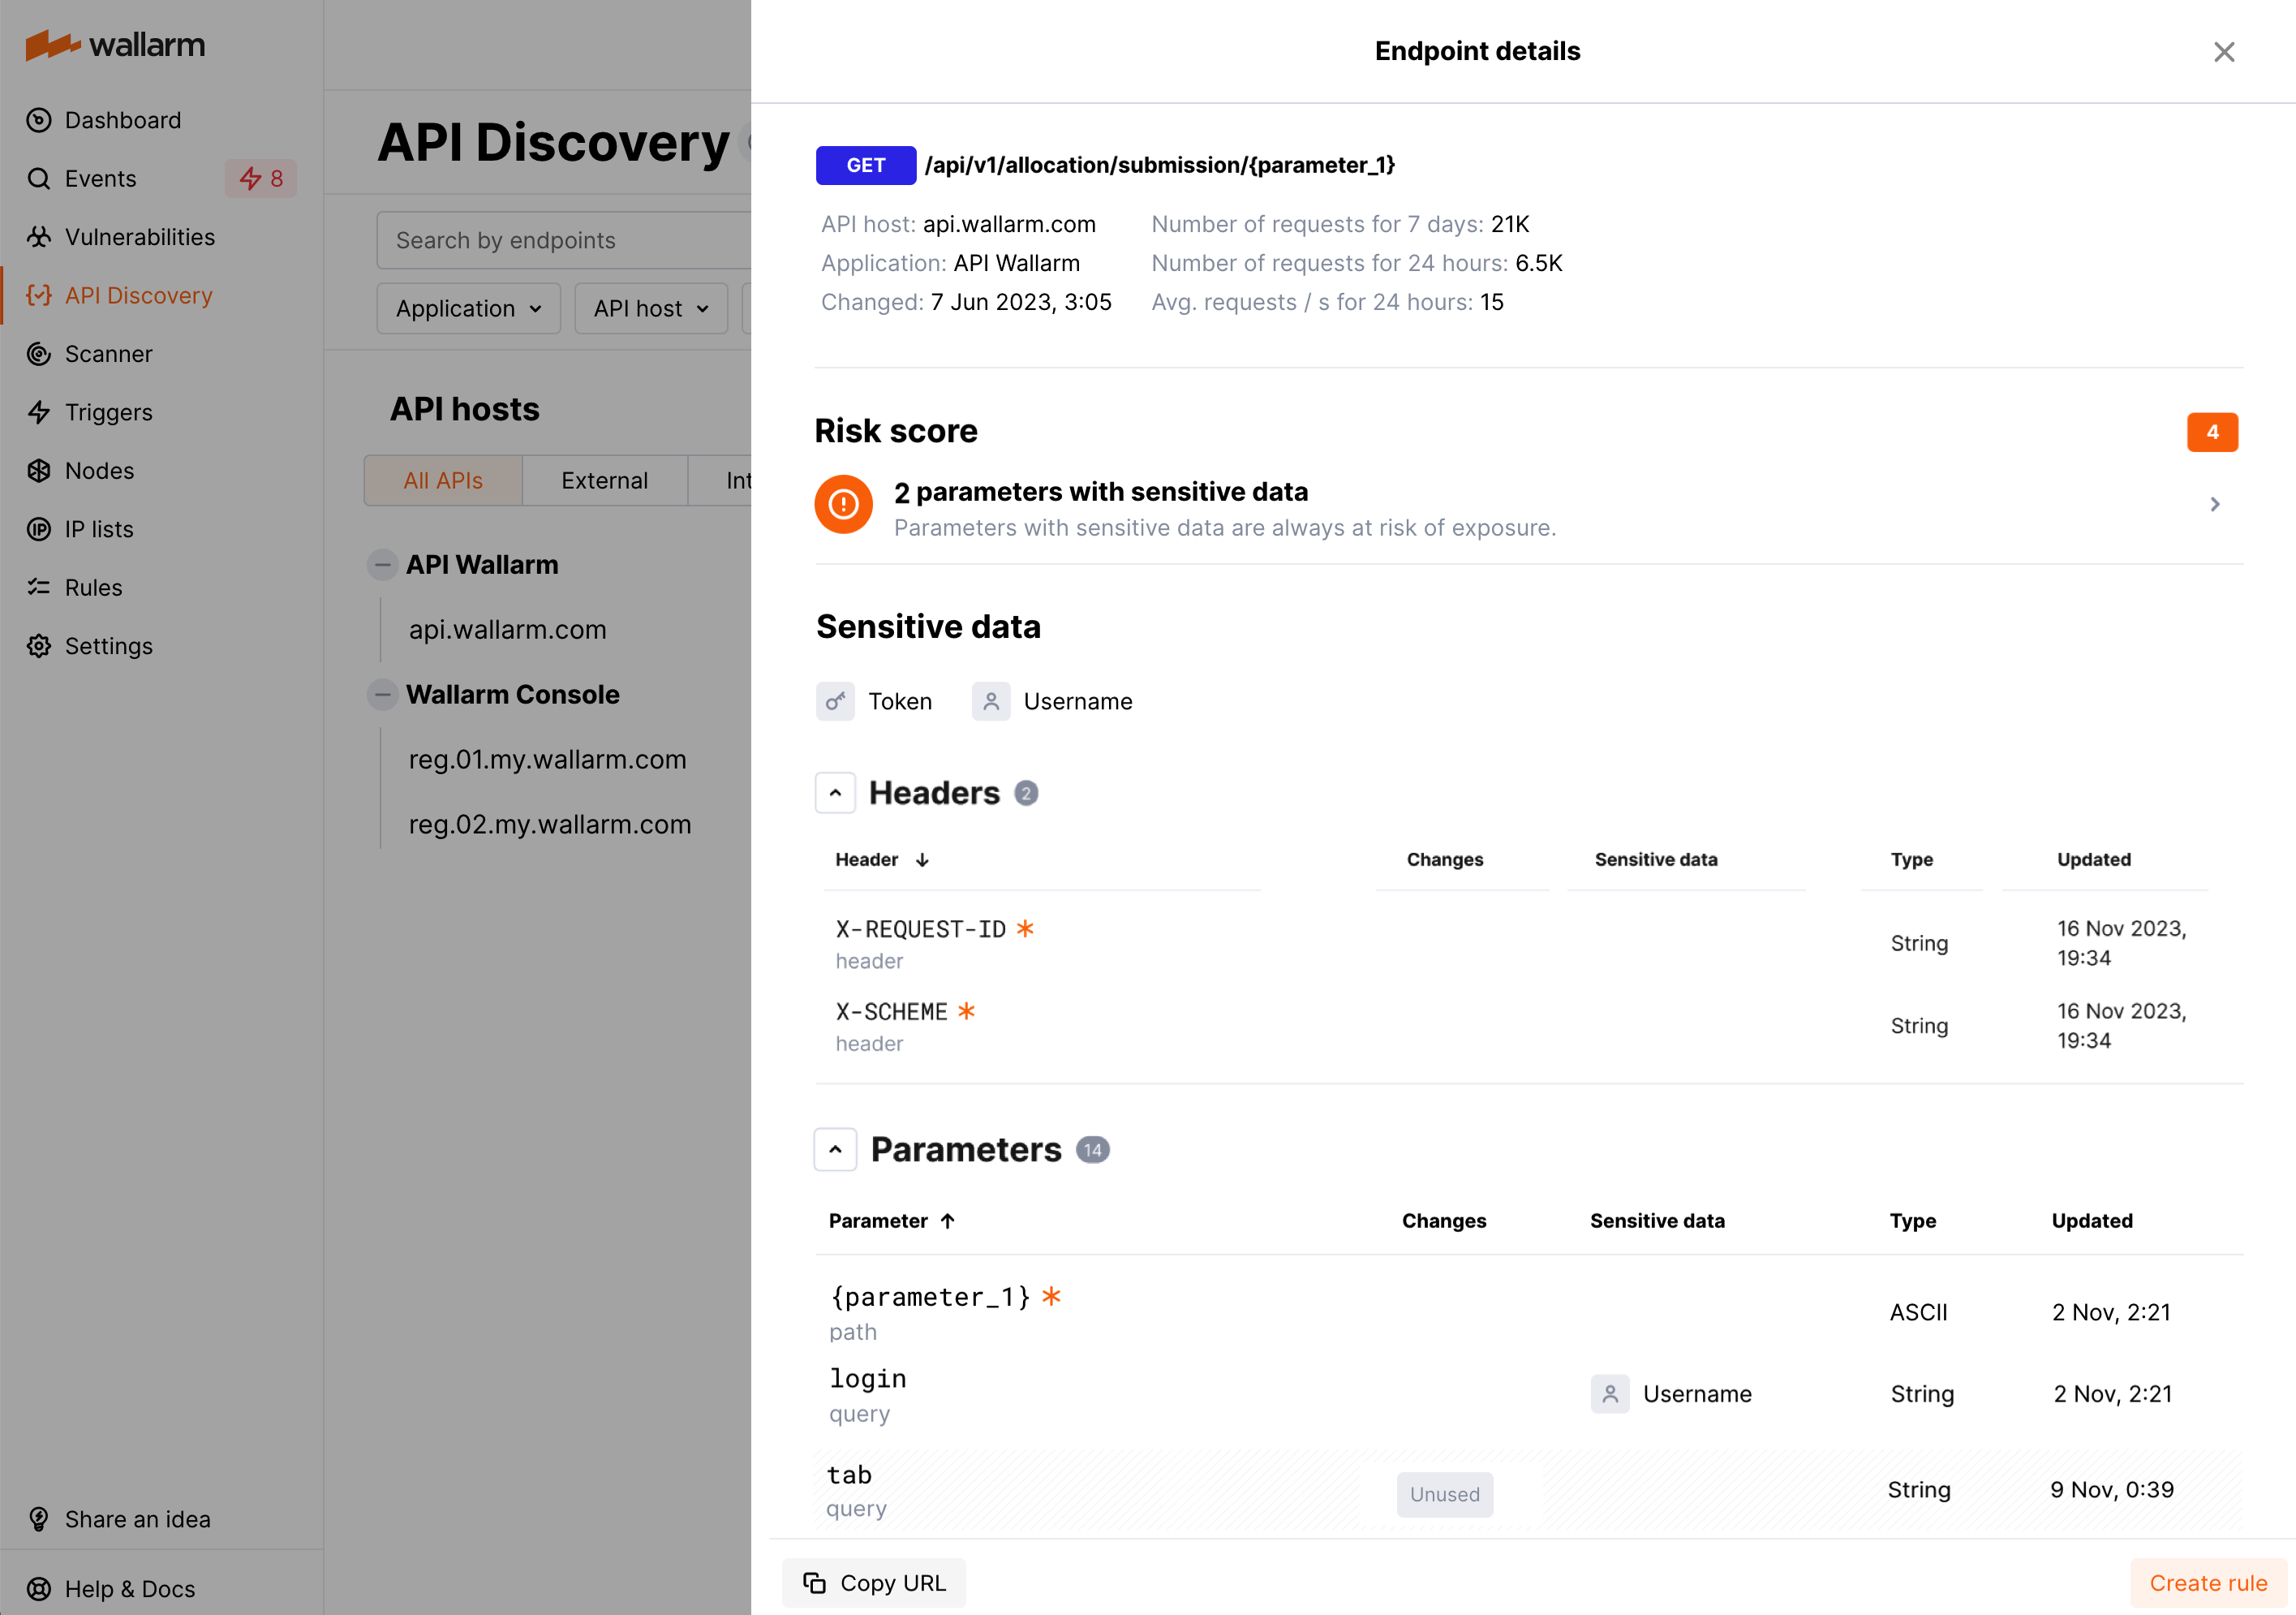 wallarm
Dashboard
Events 8
Vulnerabilities
API Discovery
Scanner
Triggers
Nodes
IP lists
Rules
Settings
Share an idea
Help & Docs
API Discovery
Search by endpoints
Application API host
API hosts
All APIs External Int
API Wallarm
api.wallarm.com
Wallarm Console
reg.01.my.wallarm.com
reg.02.my.wallarm.com
Endpoint details
GET /api/v1/allocation/submission/{parameter_1}
API host: api.wallarm.com Number of requests for 7 days: 21K
Application: API Wallarm Number of requests for 24 hours: 6.5K
Changed: 7 Jun 2023, 3:05 Avg. requests / s for 24 hours: 15
Risk score 4
2 parameters with sensitive data
Parameters with sensitive data are always at risk of exposure.
Sensitive data
Token Username
Headers 2
Header Changes Sensitive data Type Updated
X-REQUEST-ID * String 16 Nov 2023,
header 19:34
X-SCHEME * String 16 Nov 2023,
header 19:34
Parameters 14
Parameter Changes Sensitive data Type Updated
{parameter_1} * ASCII 2 Nov, 2:21
path
login Username String 2 Nov, 2:21
query
tab Unused String 9 Nov, 0:39
query
Copy URL Create rule